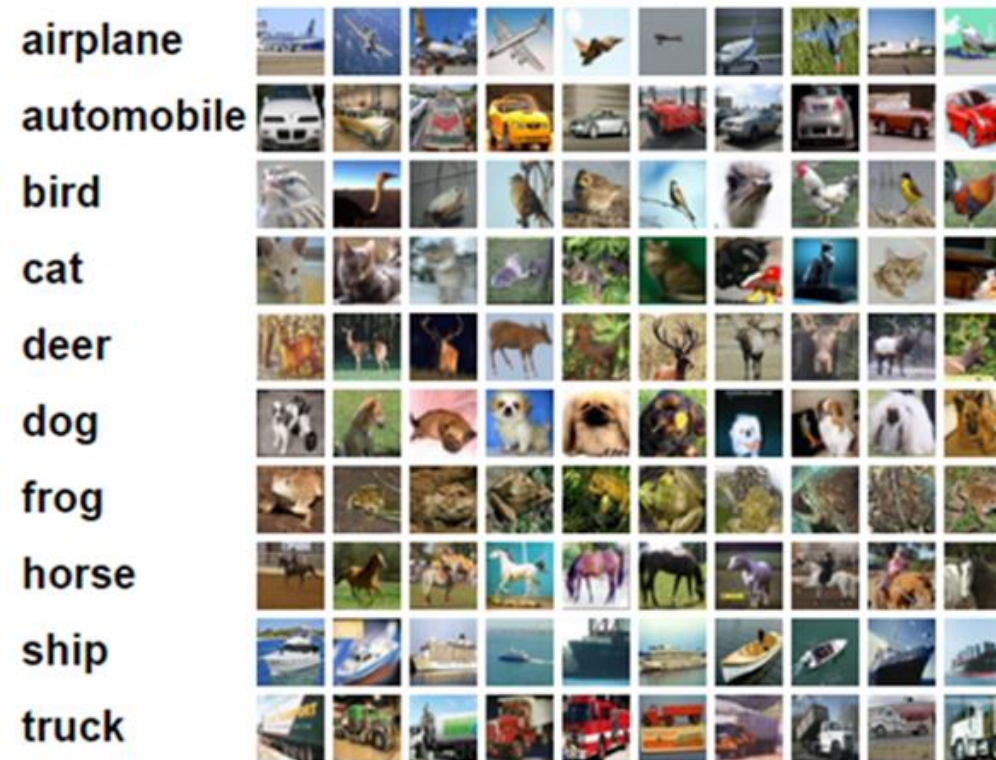 airplane
automobile
bird
cat
deer
dog
frog
horse
ship
truck